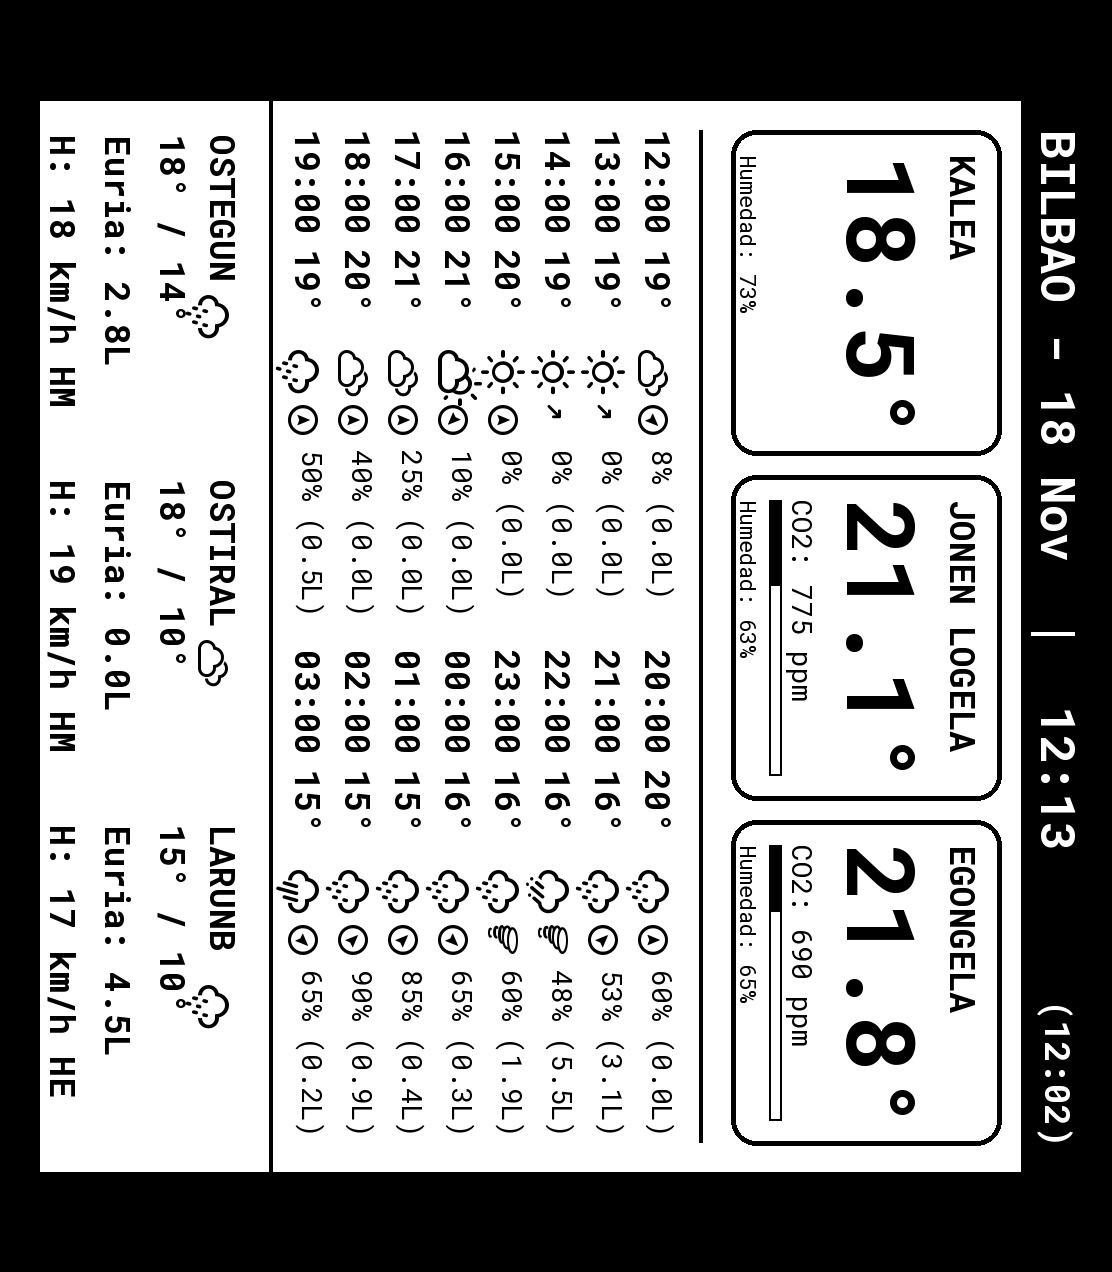 BILBAO - 18 Nov | 12:13 (12:02)
KALEA
18.5°
Humedad: 73%
JONEN LOGELA
21.1°
CO2: 775 ppm
Humedad: 63%
EGONGELA
21.8°
CO2: 690 ppm
Humedad: 65%
12:00 19° 8% (0.0L)
13:00 19° 0% (0.0L)
14:00 19° 0% (0.0L)
15:00 20° 0% (0.0L)
16:00 21° 10% (0.0L)
17:00 21° 25% (0.0L)
18:00 20° 40% (0.0L)
19:00 19° 50% (0.5L)
20:00 20° 60% (0.0L)
21:00 16° 53% (3.1L)
22:00 16° 48% (5.5L)
23:00 16° 60% (1.9L)
00:00 16° 65% (0.3L)
01:00 15° 85% (0.4L)
02:00 15° 90% (0.9L)
03:00 15° 65% (0.2L)
OSTEGUN
18° / 14°
Euria: 2.8L
H: 18 km/h HM
OSTIRAL
18° / 10°
Euria: 0.0L
H: 19 km/h HM
LARUNB
15° / 10°
Euria: 4.5L
H: 17 km/h HE